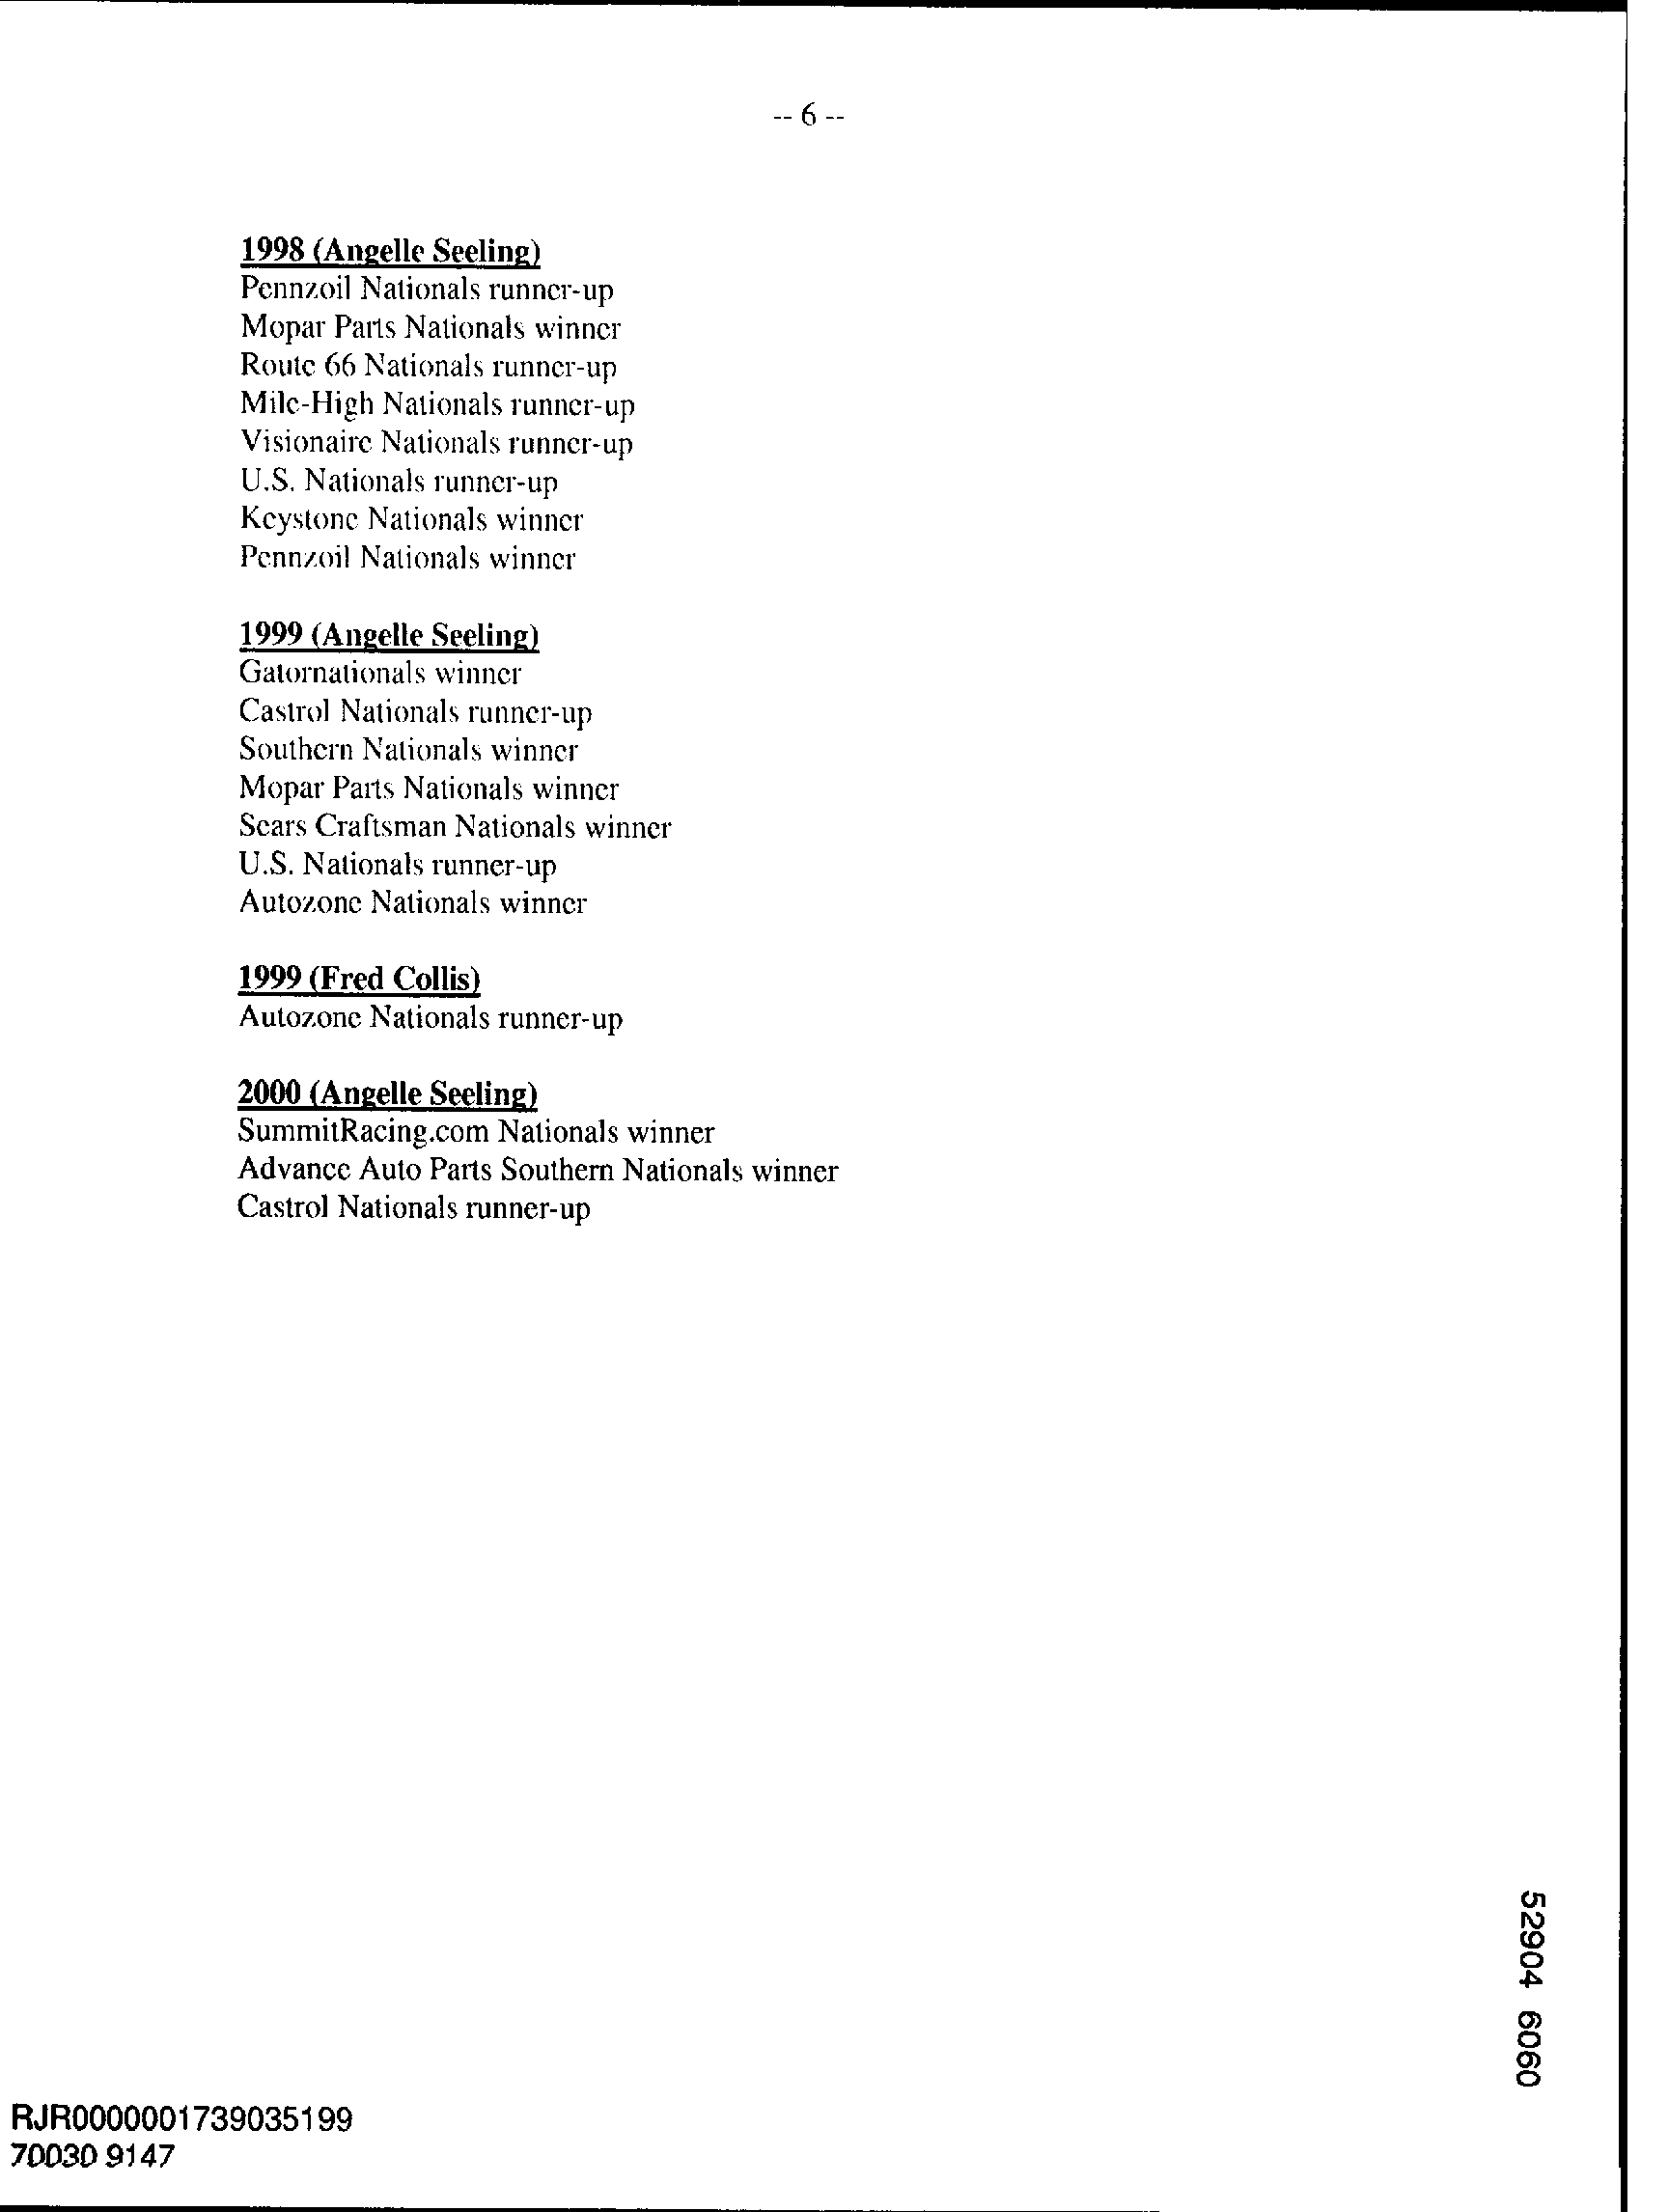 -- 6 --
1998 (Angelle Seeling)
Pennzoil Nationals runner-up
Mopar Parts Nationals winner
Route 66 Nationals runner-up
Mile-High Nationals runner-up
Visionaire Nationals runner-up
U.S. Nationals runner-up
Keystone Nationals winner
Pennzoil Nationals winner
1999 (Angelle Seeling)
Gatornationals winner
Castrol Nationals runner-up
Southern Nationals winner
Mopar Parts Nationals winner
Sears Craftsman Nationals winner
U.S. Nationals runner-up
Autozone Nationals winner
1999 (Fred Collis)
Autozone Nationals runner-up
2000 (Angelle Seeling)
SummitRacing.com Nationals winner
Advance Auto Parts Southern Nationals winner
Castrol Nationals runner-up
52904 6060
RJR0000001739035199
70030 9147